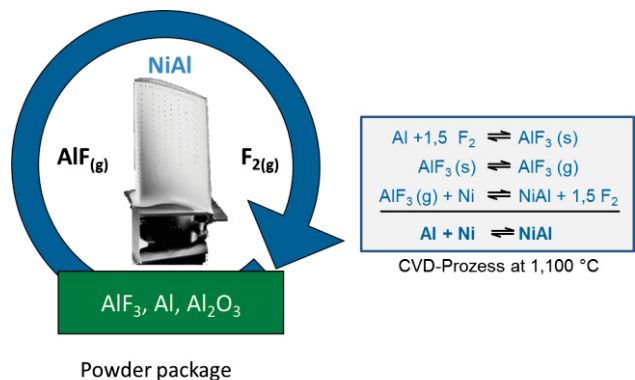 NiAl
AlF(g)
F2(g)
AlF3, Al, Al2O3
Powder package
Al +1,5 F2 ⇌ AlF3 (s)
AlF3 (s) ⇌ AlF3 (g)
AlF3 (g) + Ni ⇌ NiAl + 1,5 F2
Al + Ni ⇌ NiAl
CVD-Prozess at 1,100 °C